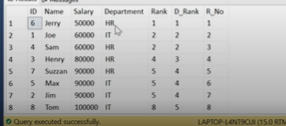 ID Name Salary Department Rank D_Rank R_No
1 6 Jerry 50000 HR 1 1 1
2 1 Joe 60000 IT 2 2 2
3 4 Sam 60000 HR 2 2 3
4 3 Henry 80000 HR 4 3 4
5 7 Suzzan 90000 HR 5 4 5
6 5 Max 90000 IT 5 4 6
7 2 Jim 90000 IT 5 4 7
8 8 Tom 100000 IT 8 5 8
Query executed successfully. LAPTOP-L4NT9CUI (15.0 RTM